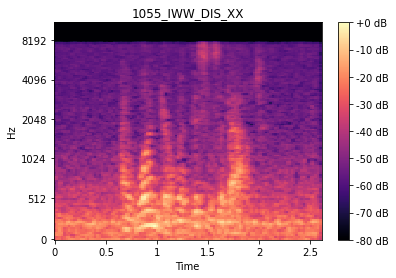 1055_IWW_DIS_XX
+0 dB
8192
-10 dB
4096
-20 dB
-30 dB
2048
Hz
-40 dB
1024
-50 dB
512
-60 dB
-70 dB
0
-80 dB
0 0.5 1 1.5 2 2.5
Time